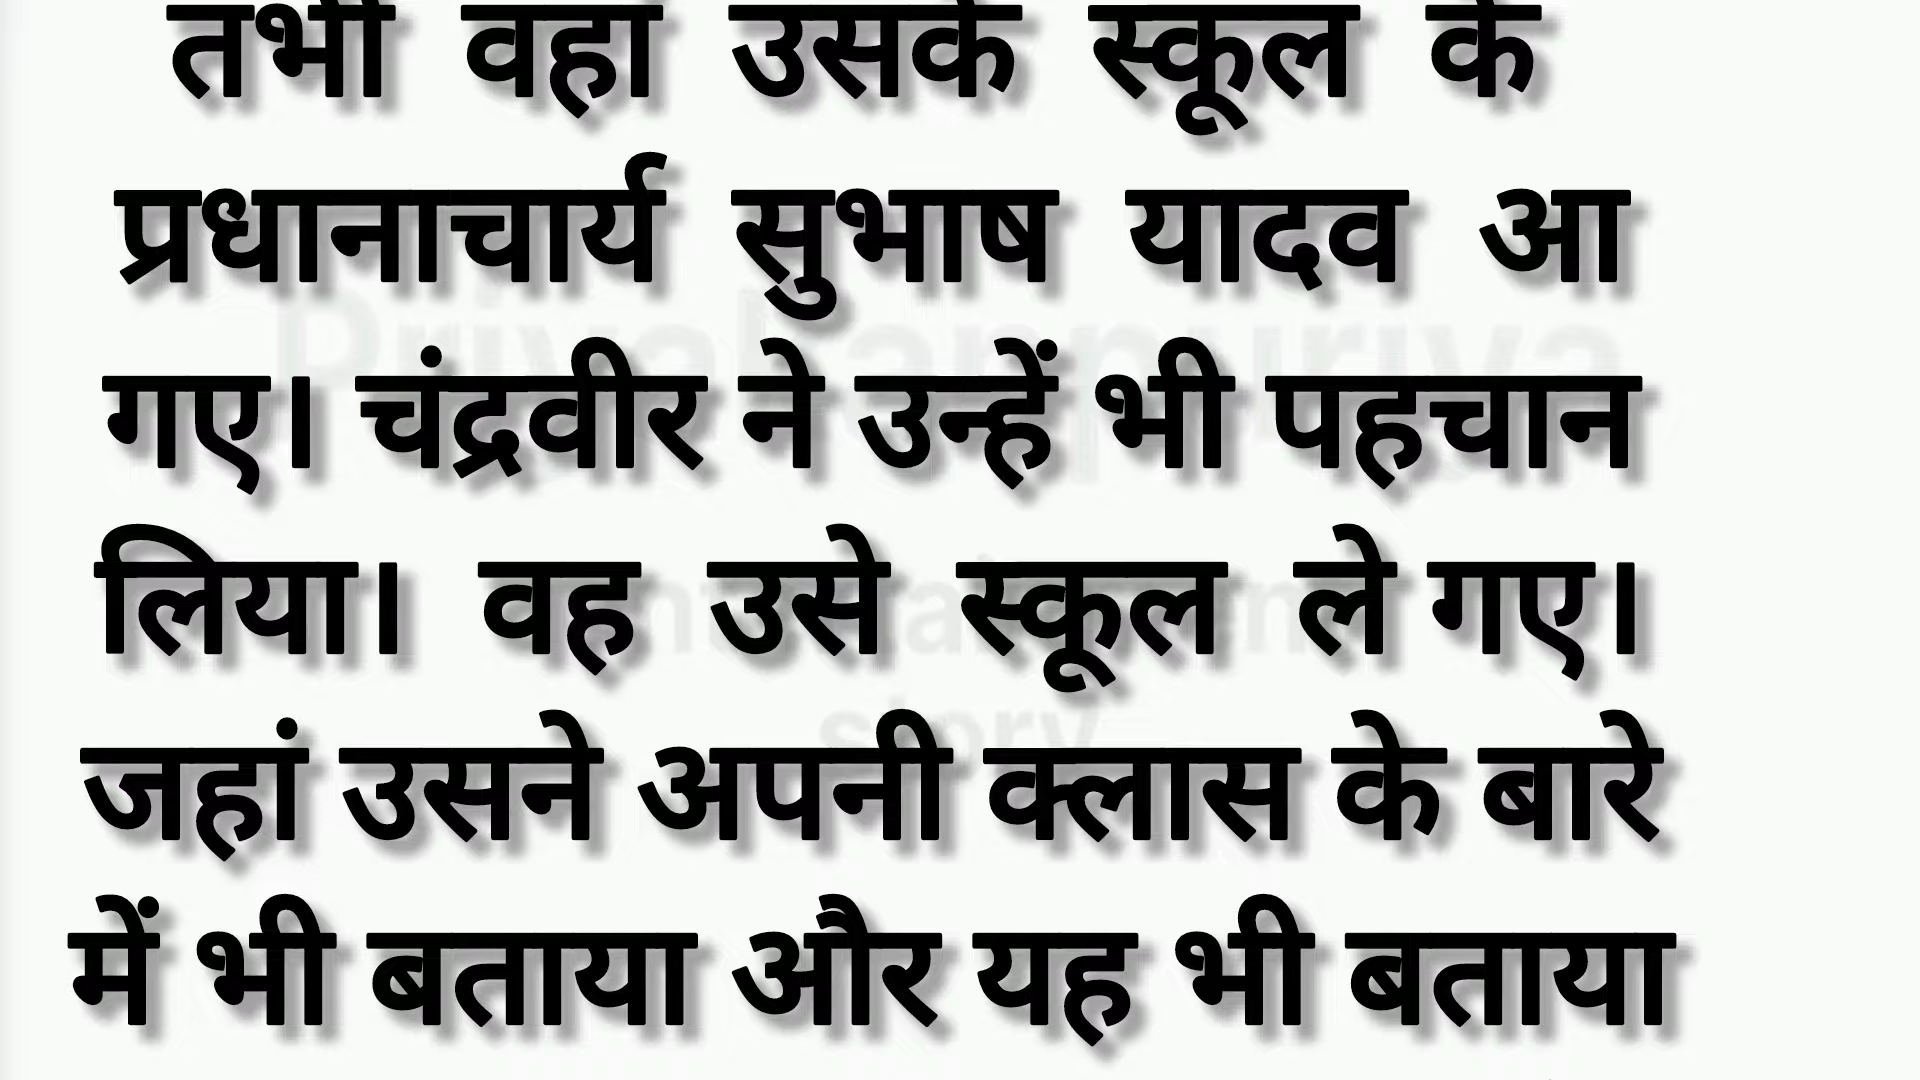 तभी वहां उसके स्कूल के
प्रधानाचार्य सुभाष यादव आ
गए। चंद्रवीर ने उन्हें भी पहचान
लिया। वह उसे स्कूल ले गए।
जहां उसने अपनी क्लास के बारे
में भी बताया और यह भी बताया
story